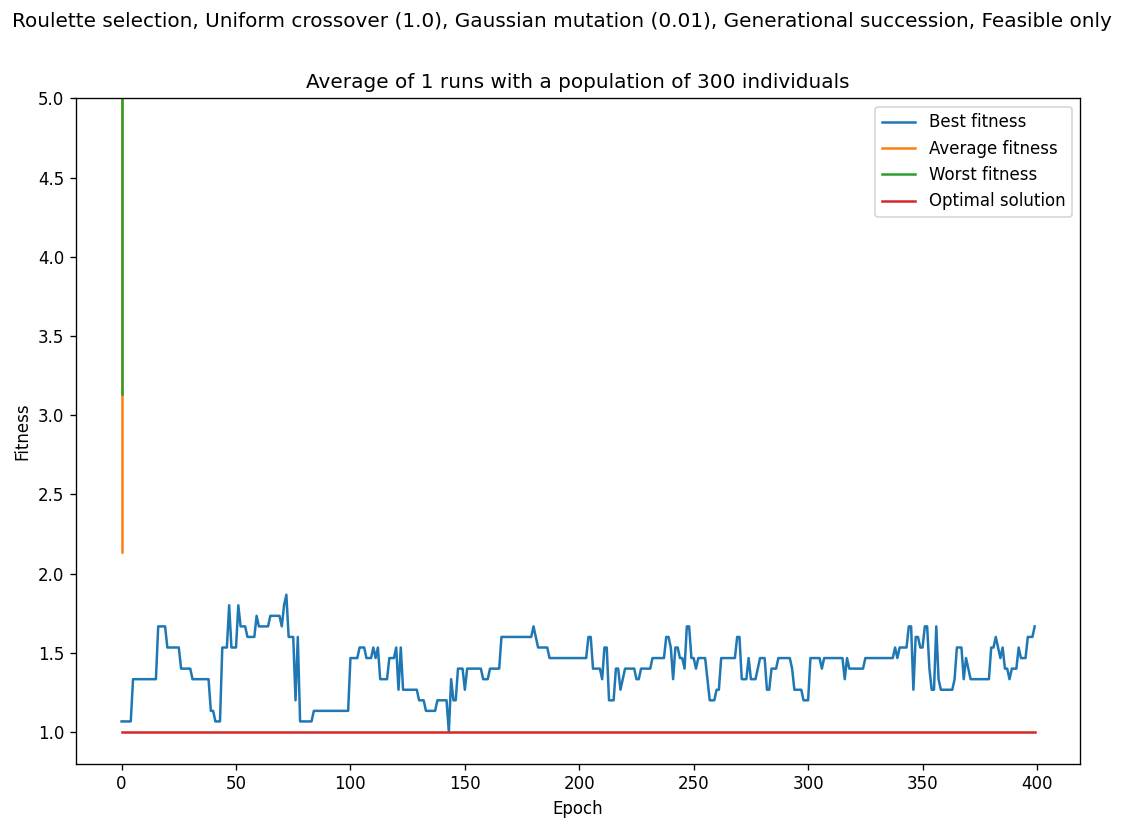 Roulette selection, Uniform crossover (1.0), Gaussian mutation (0.01), Generational succession, Feasible only
Average of 1 runs with a population of 300 individuals
5.0
4.5
4.0
3.5
3.0
2.5
2.0
1.5
1.0
Fitness
Best fitness
Average fitness
Worst fitness
Optimal solution
0 50 100 150 200 250 300 350 400
Epoch